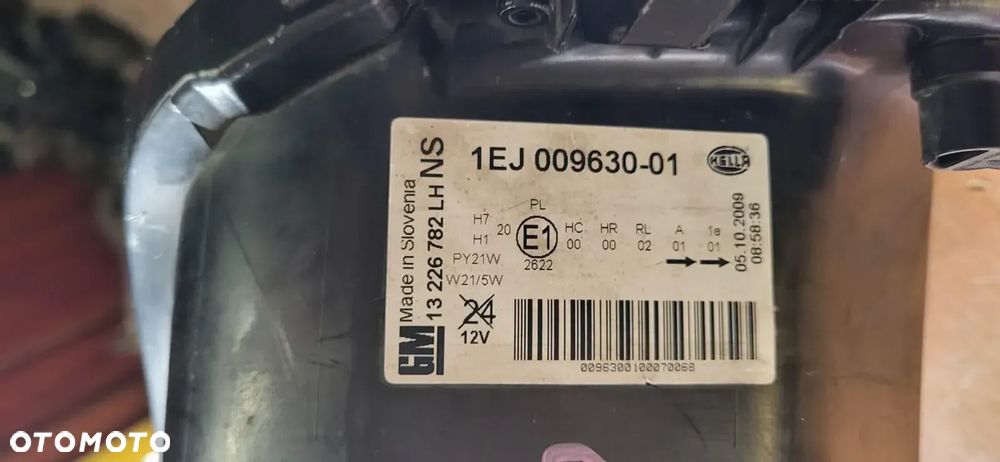 1EJ 009630-01
HELLA
Made in Slovenia
13 226 782 LH NS
GM
PL
H7
H1
20
PY21W
W21/5W
E1
2622
HC
00
HR
00
RL
02
A
01
1a
01
24
12V
05.10.2009
08:58:36
0096300100070068
OTOMOTO